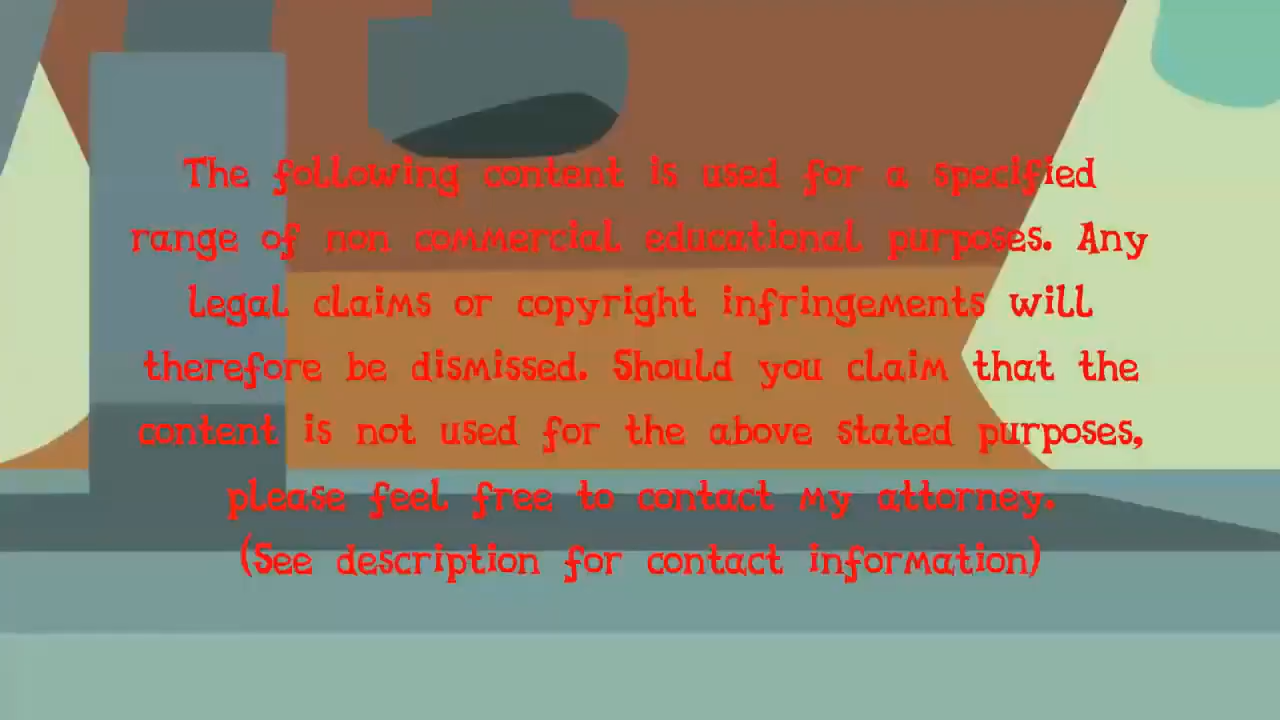 The following content is used for a specified
range of non commercial educational purposes. Any
legal claims or copyright infringements will
therefore be dismissed. Should you claim that the
content is not used for the above stated purposes,
please feel free to contact my attorney.
(See description for contact information)